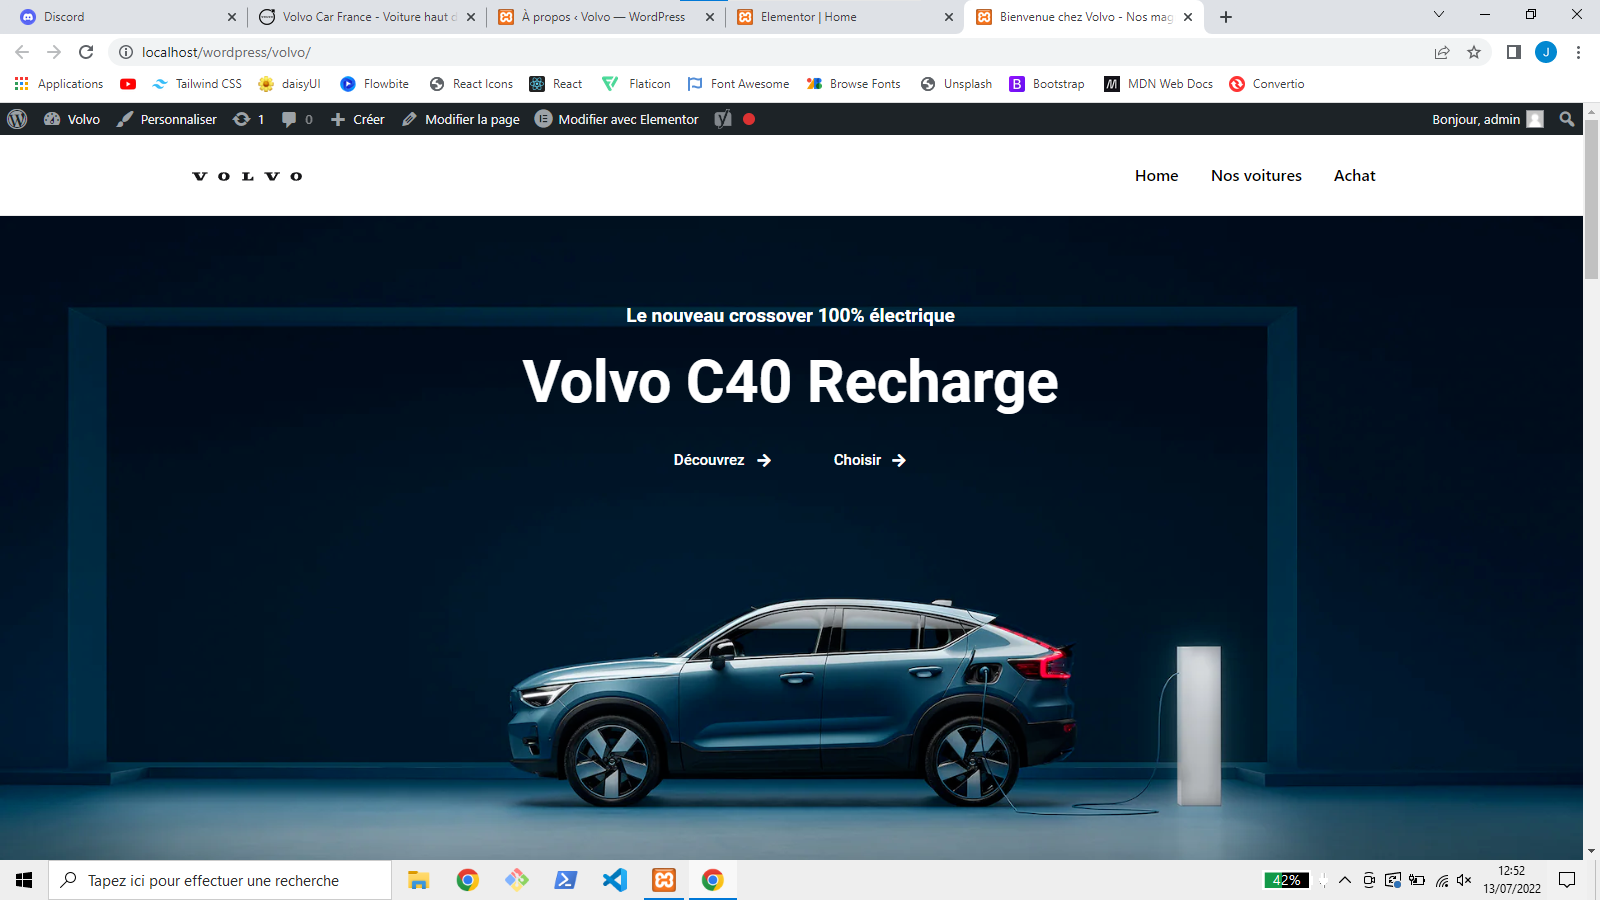 Discord
Volvo Car France - Voiture haut d
À propos ‹ Volvo — WordPress
Elementor | Home
Bienvenue chez Volvo - Nos mag
localhost/wordpress/volvo/
J
Applications
Tailwind CSS
daisyUI
Flowbite
React Icons
React
Flaticon
Font Awesome
Browse Fonts
Unsplash
B Bootstrap
M MDN Web Docs
Convertio
Volvo
Personnaliser
1
0
Créer
Modifier la page
Modifier avec Elementor
Bonjour, admin
VOLVO
Home
Nos voitures
Achat
Le nouveau crossover 100% électrique
Volvo C40 Recharge
Découvrez
Choisir
Tapez ici pour effectuer une recherche
42%
12:52
13/07/2022